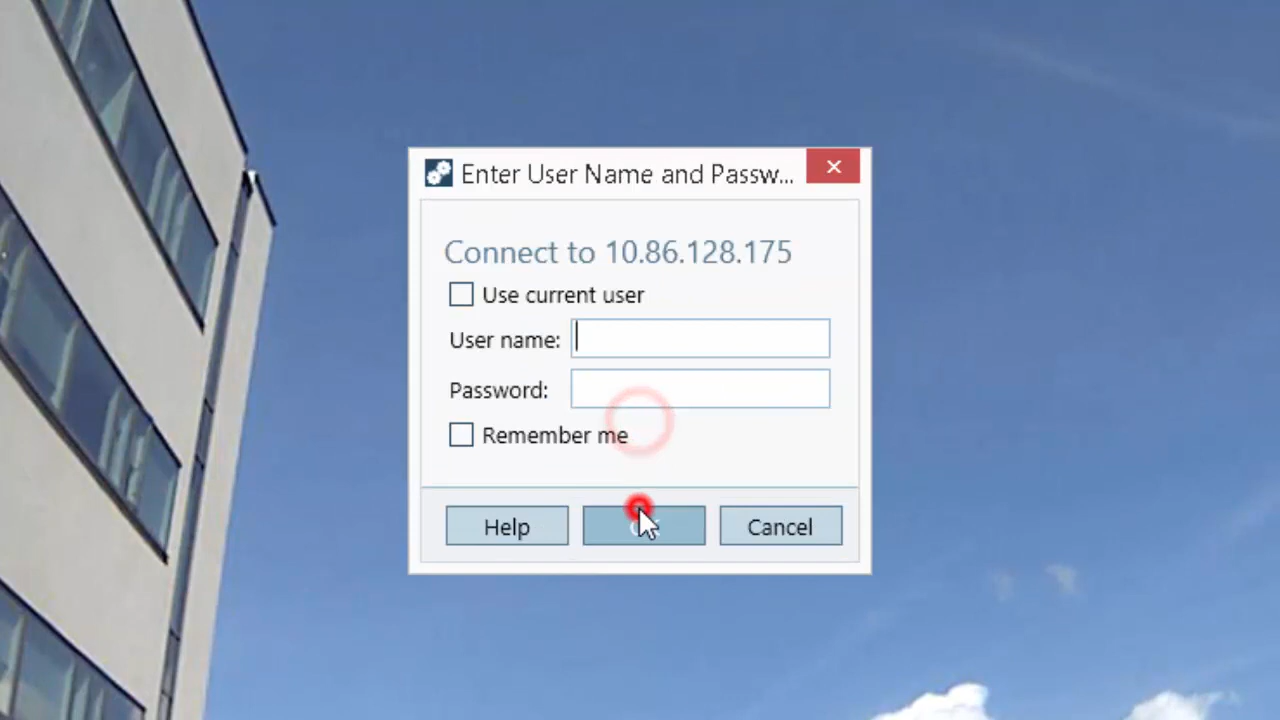 Enter User Name and Passw...
Connect to 10.86.128.175
Use current user
User name:
Password:
Remember me
Help
Cancel